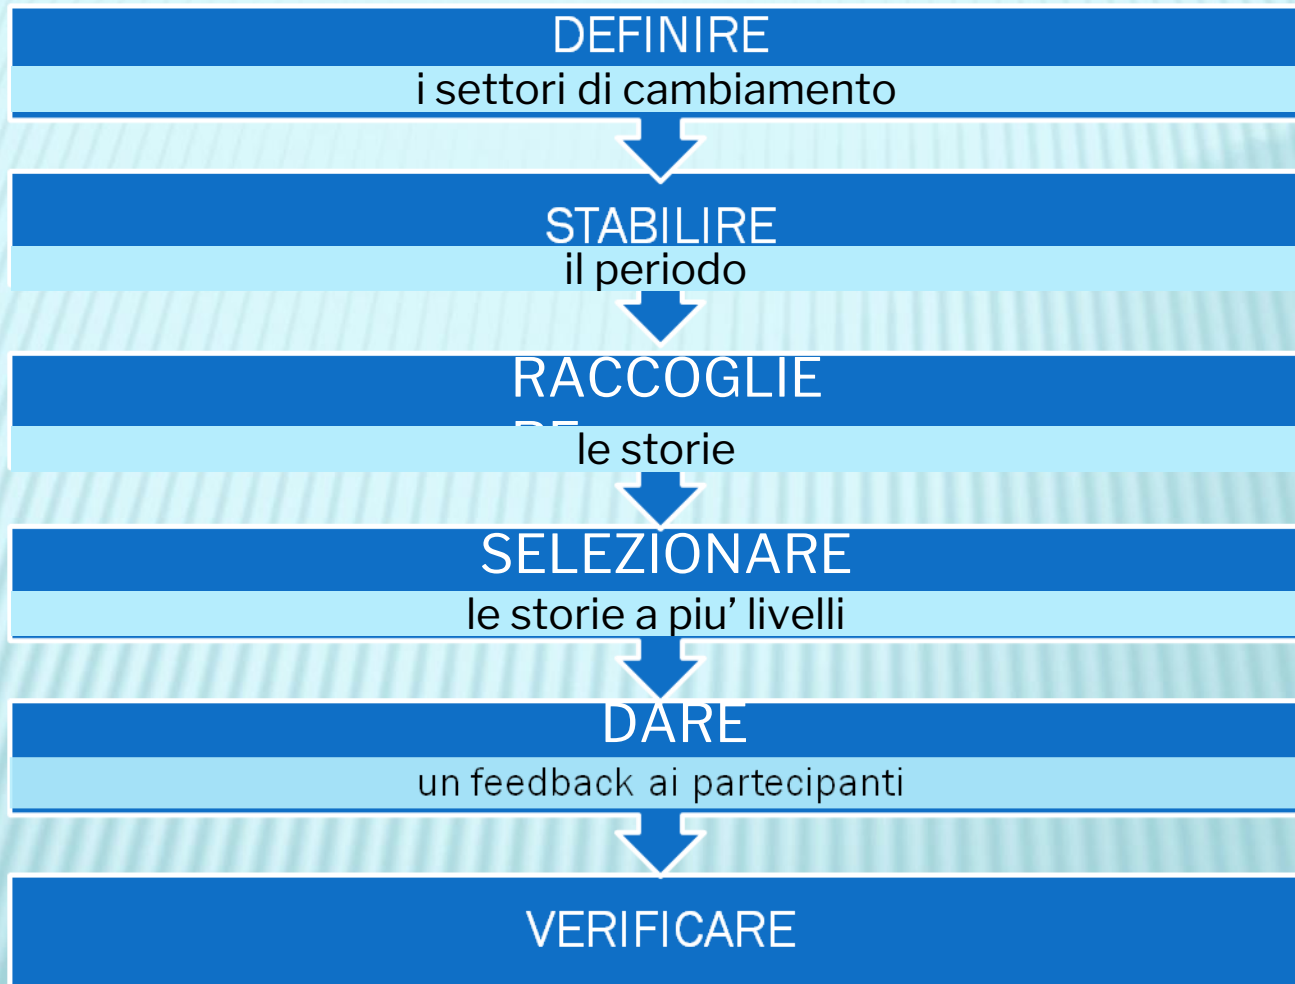 DEFINIRE
i settori di cambiamento
STABILIRE
il periodo
RACCOGLIE
le storie
SELEZIONARE
le storie a piu’ livelli
DARE
un feedback ai partecipanti
VERIFICARE